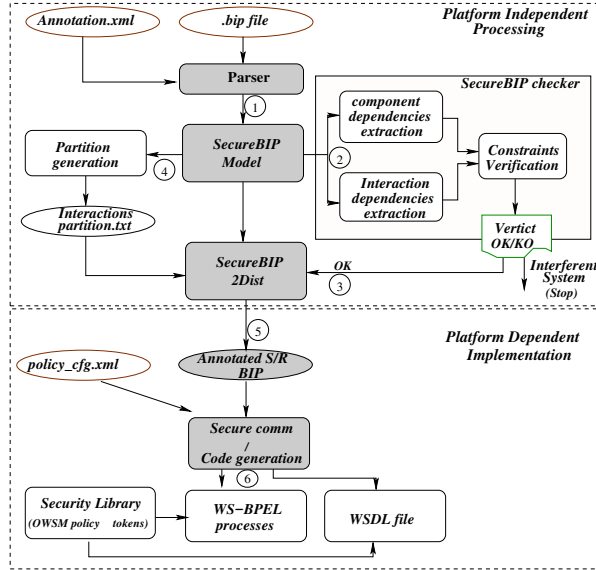 Annotation.xml
.bip file
Platform Independent
Processing
Parser
SecureBIP checker
1
component
dependencies
extraction
Partition
generation
SecureBIP
Model
Constraints
Verification
4
2
Interaction
dependencies
extraction
Interactions
partition.txt
Vertict
OK/KO
SecureBIP
2Dist
OK
3
Interferent
System
(Stop)
5
Platform Dependent
Implementation
Annotated S/R
BIP
policy_cfg.xml
Secure comm
/
Code generation
6
Security Library
(OWSM policy tokens)
WS-BPEL
processes
WSDL file